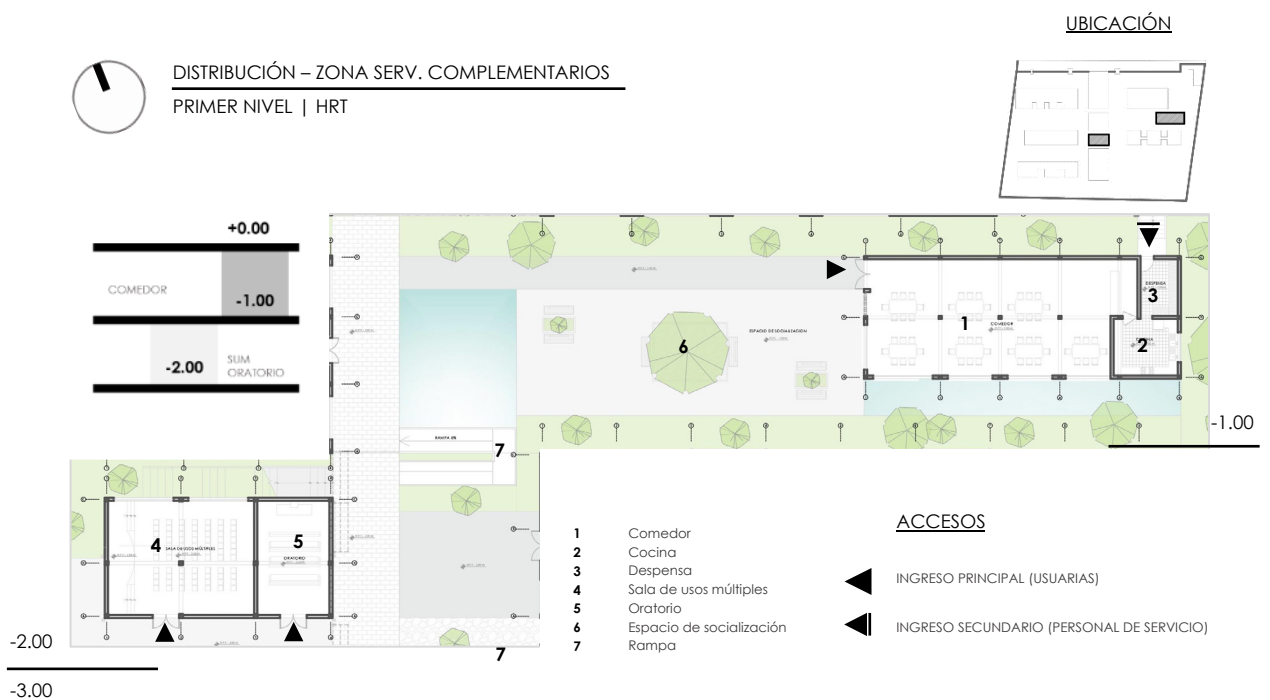 UBICACIÓN
DISTRIBUCIÓN – ZONA SERV. COMPLEMENTARIOS
PRIMER NIVEL | HRT
+0.00
COMEDOR
-1.00
-2.00
SUM
ORATORIO
DESPENSA
3
1
COMEDOR
2
6
ESPACIO DE SOCIALIZACION
-1.00
RAMPA 8%
7
4
SALA DE USOS MÚLTIPLES
5
ORATORIO
7
-2.00
-3.00
1 Comedor
2 Cocina
3 Despensa
4 Sala de usos múltiples
5 Oratorio
6 Espacio de socialización
7 Rampa
ACCESOS
INGRESO PRINCIPAL (USUARIAS)
INGRESO SECUNDARIO (PERSONAL DE SERVICIO)